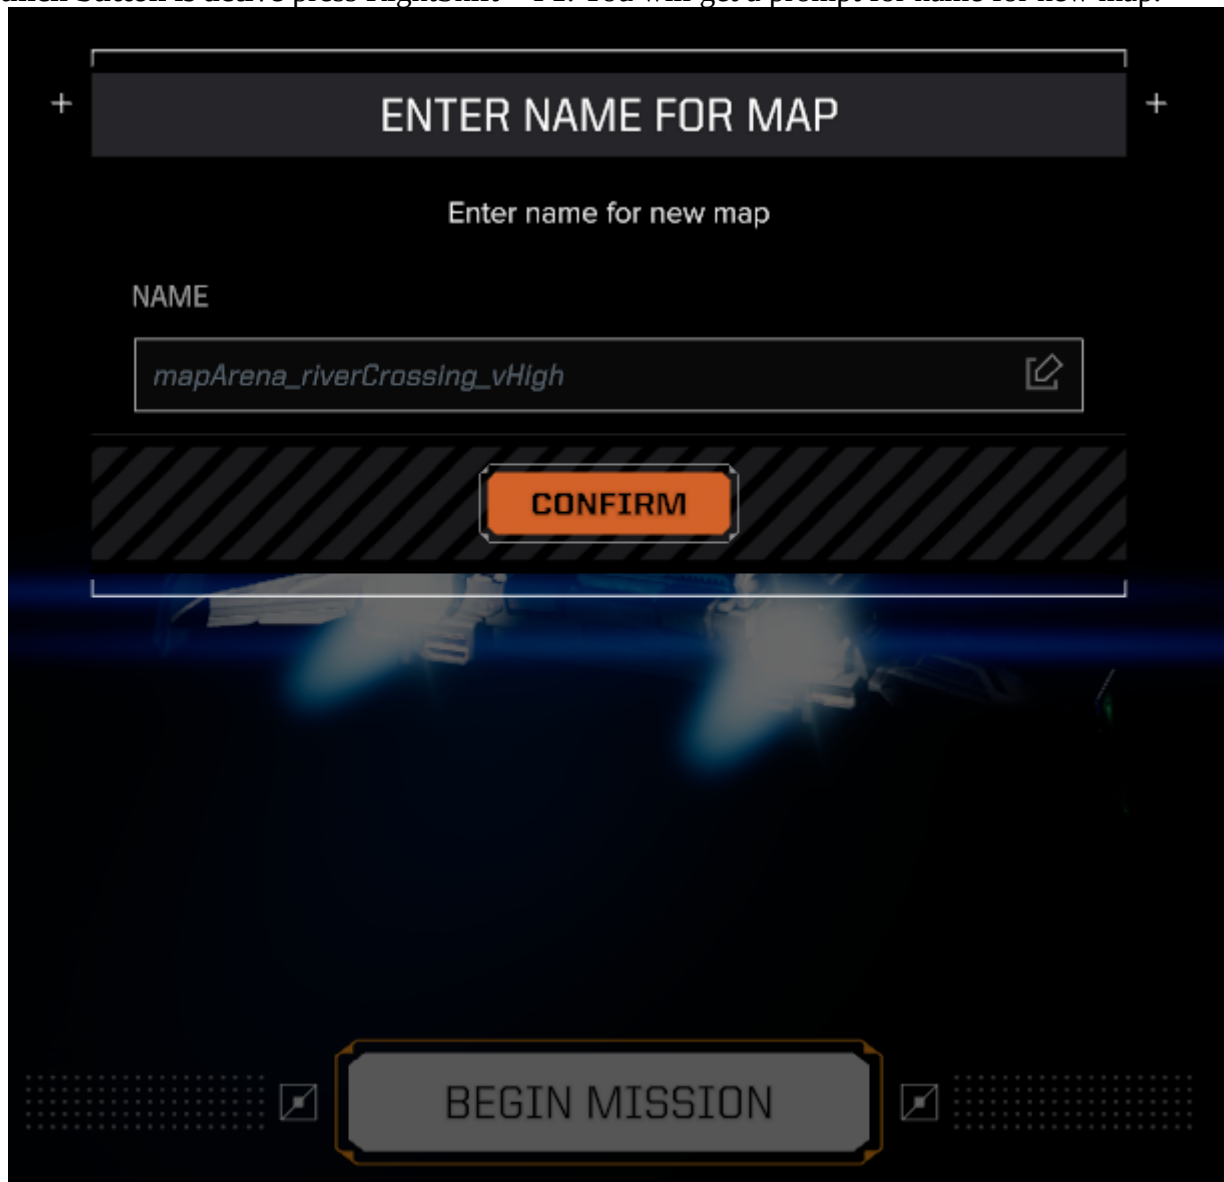 ENTER NAME FOR MAP
Enter name for new map
NAME
mapArena_riverCrossing_vHigh
CONFIRM
BEGIN MISSION